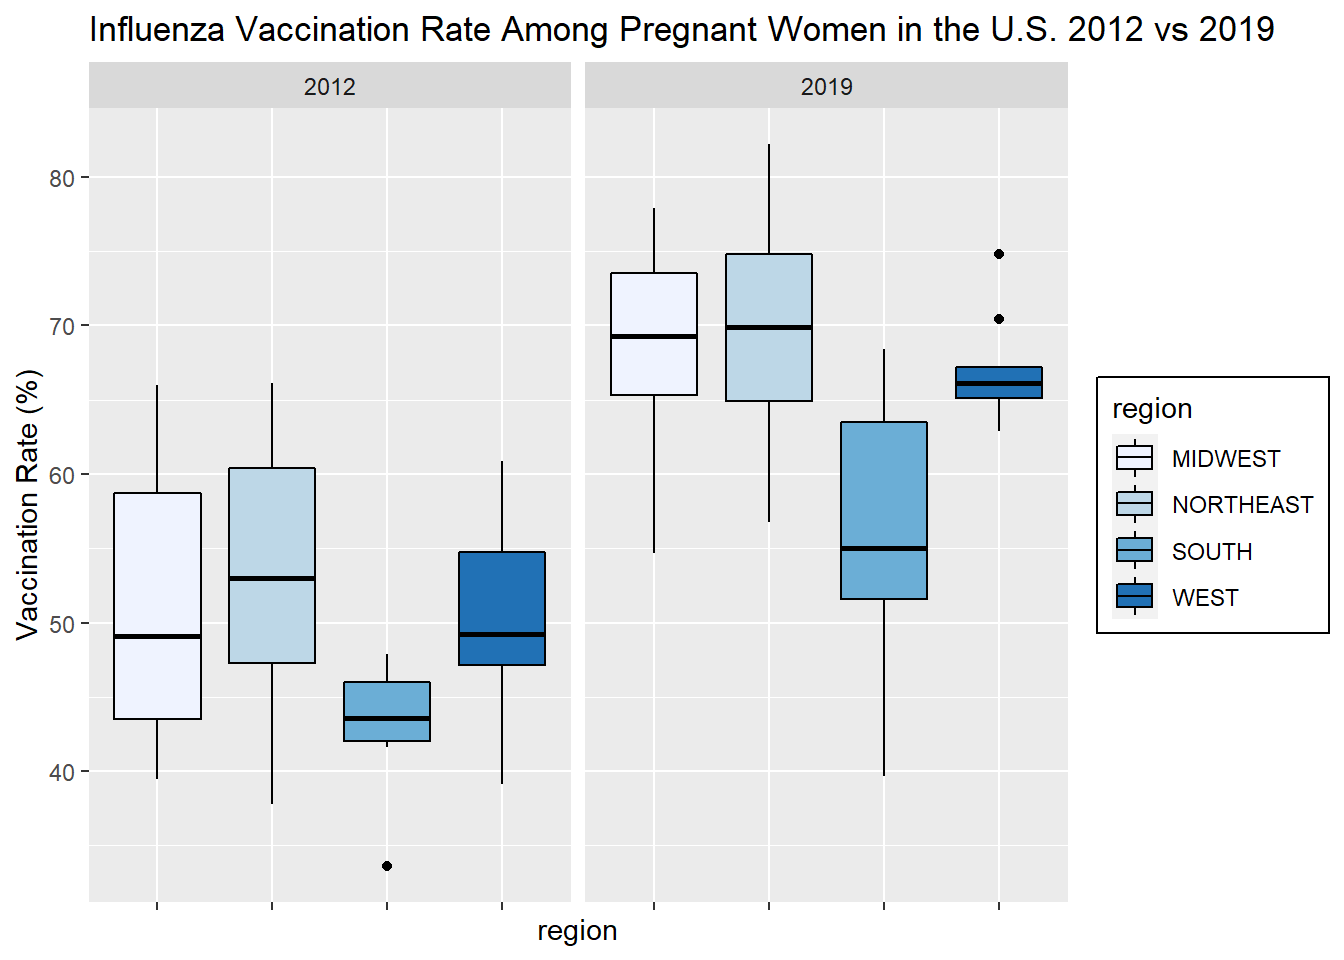 Influenza Vaccination Rate Among Pregnant Women in the U.S. 2012 vs 2019
2012
2019
80
70
60
50
40
Vaccination Rate (%)
region
region
MIDWEST
NORTHEAST
SOUTH
WEST